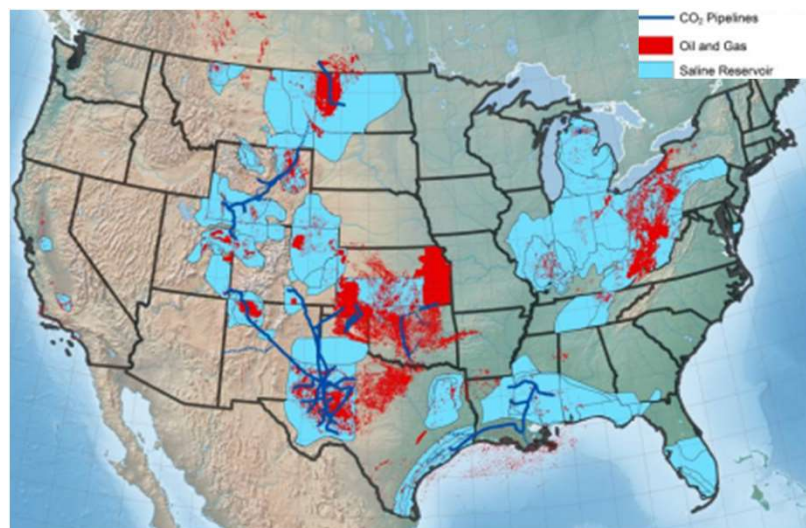 CO₂ Pipelines
Oil and Gas
Saline Reservoir